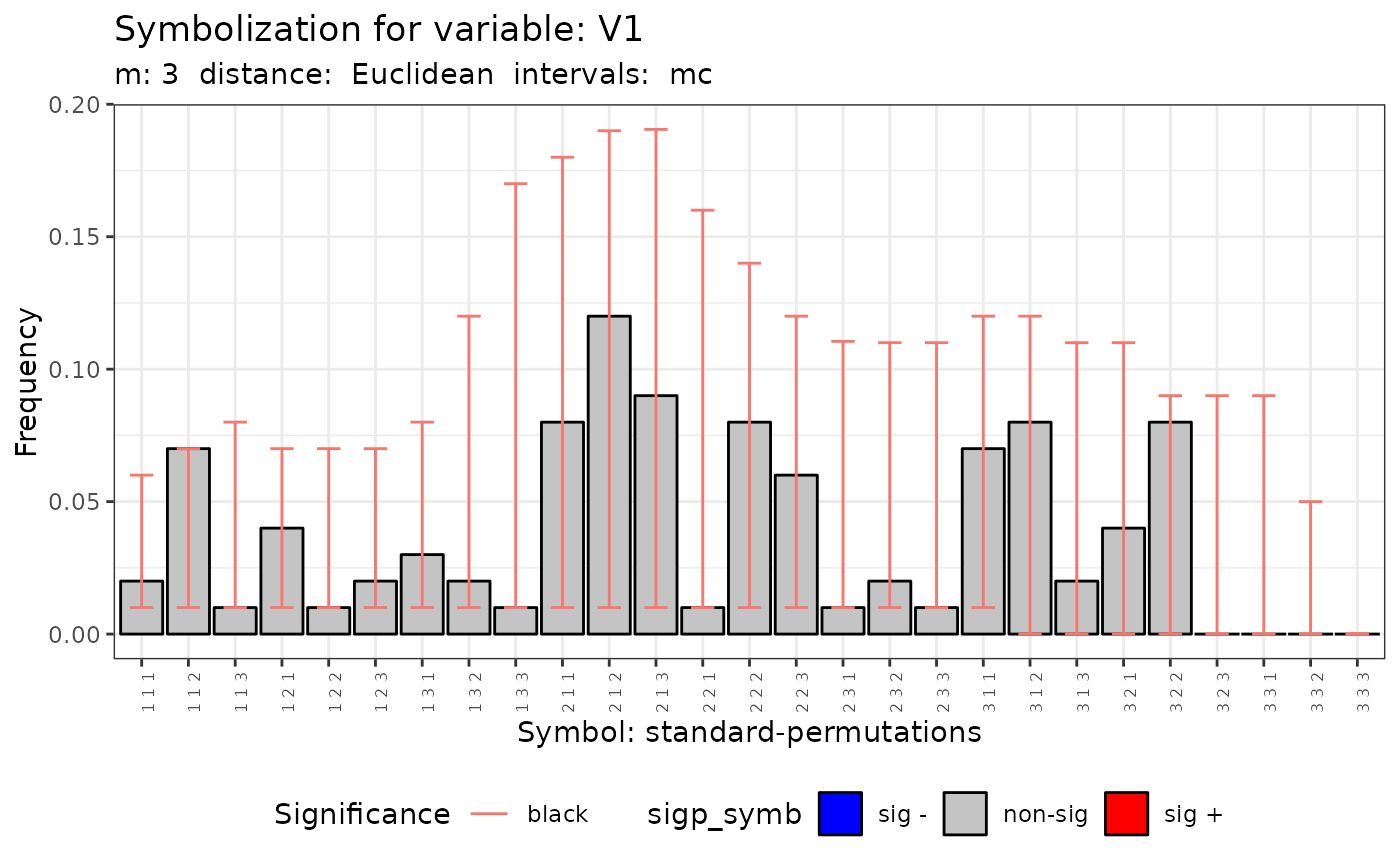 Symbolization for variable: V1
m: 3  distance:  Euclidean  intervals:  mc
0.20
0.15
0.10
0.05
0.00
Frequency
1 1 1
1 1 2
1 1 3
1 2 1
1 2 2
1 2 3
1 3 1
1 3 2
1 3 3
2 1 1
2 1 2
2 1 3
2 2 1
2 2 2
2 2 3
2 3 1
2 3 2
2 3 3
3 1 1
3 1 2
3 1 3
3 2 1
3 2 2
3 2 3
3 3 1
3 3 2
3 3 3
Symbol: standard-permutations
Significance black sigp_symb sig - non-sig sig +